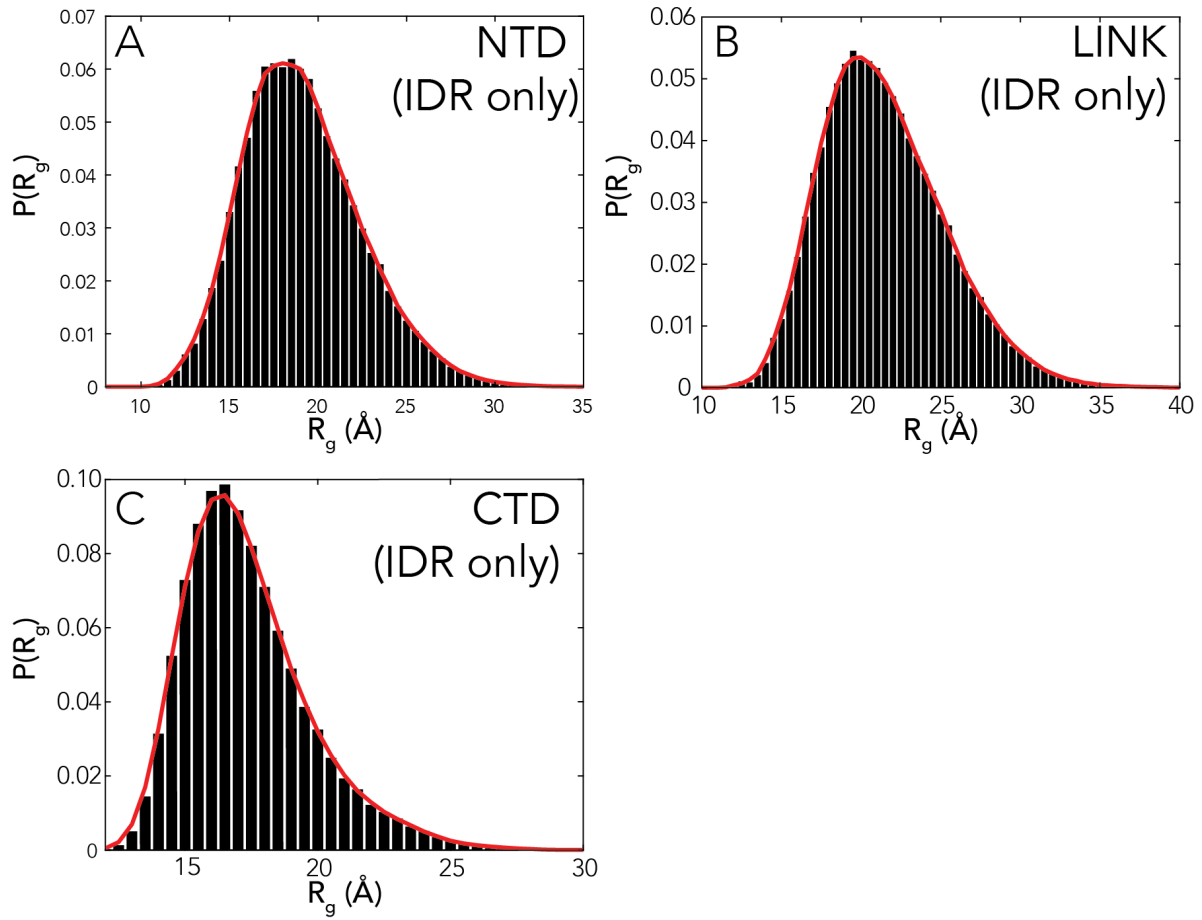 A
NTD
(IDR only)
0.07
0.06
0.05
0.04
0.03
0.02
0.01
0
P(Rg)
10 15 20 25 30 35
Rg (Å)
B
LINK
(IDR only)
0.06
0.05
0.04
0.03
0.02
0.01
0
P(Rg)
10 15 20 25 30 35 40
Rg (Å)
C
CTD
(IDR only)
0.10
0.08
0.06
0.04
0.02
0
P(Rg)
15 20 25 30
Rg (Å)